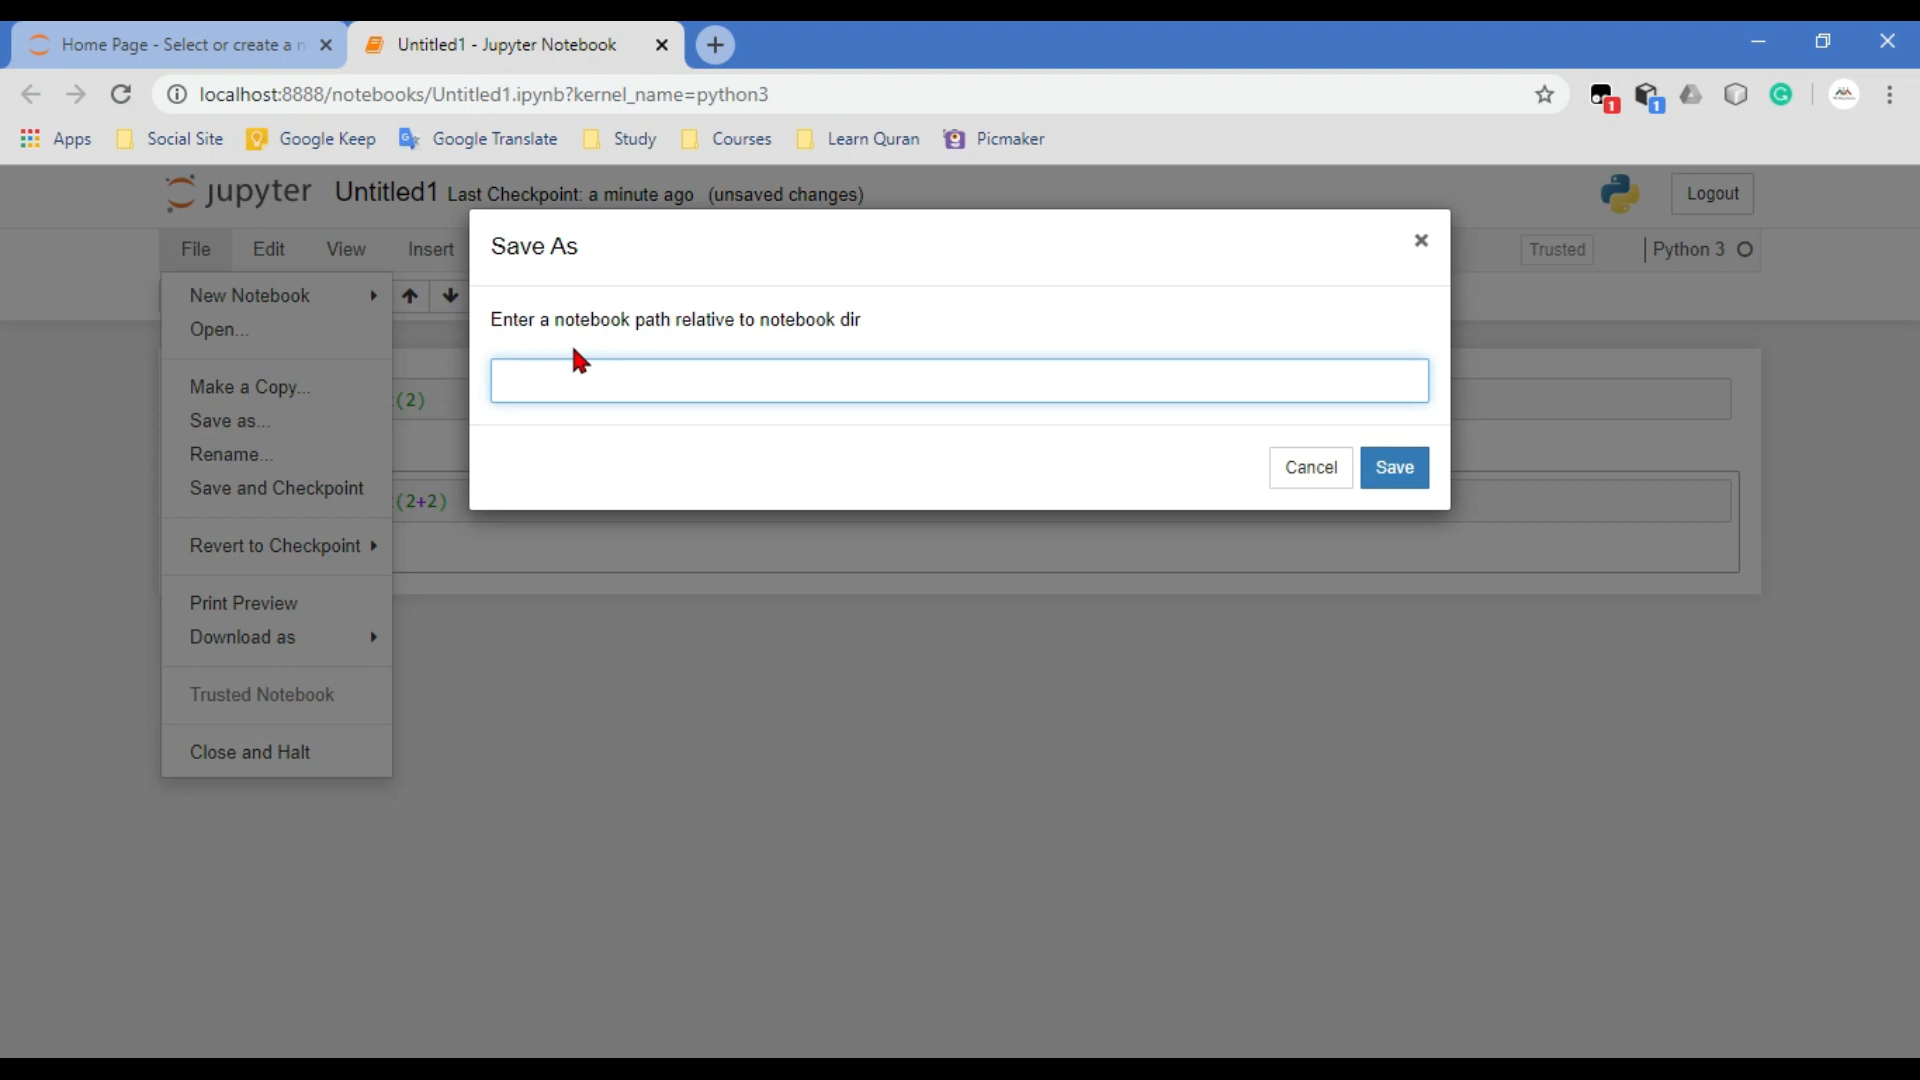 Home Page - Select or create a n
Untitled1 - Jupyter Notebook
localhost:8888/notebooks/Untitled1.ipynb?kernel_name=python3
1
1
Apps
Social Site
Google Keep
Google Translate
Study
Courses
Learn Quran
Picmaker
jupyter Untitled1 Last Checkpoint: a minute ago (unsaved changes)
Logout
File Edit View Insert
Trusted
Python 3
Save As
New Notebook
Open...
Make a Copy...
Save as...
Rename...
Save and Checkpoint
Revert to Checkpoint
Print Preview
Download as
Trusted Notebook
Close and Halt
(2)
(2+2)
Enter a notebook path relative to notebook dir
Cancel
Save